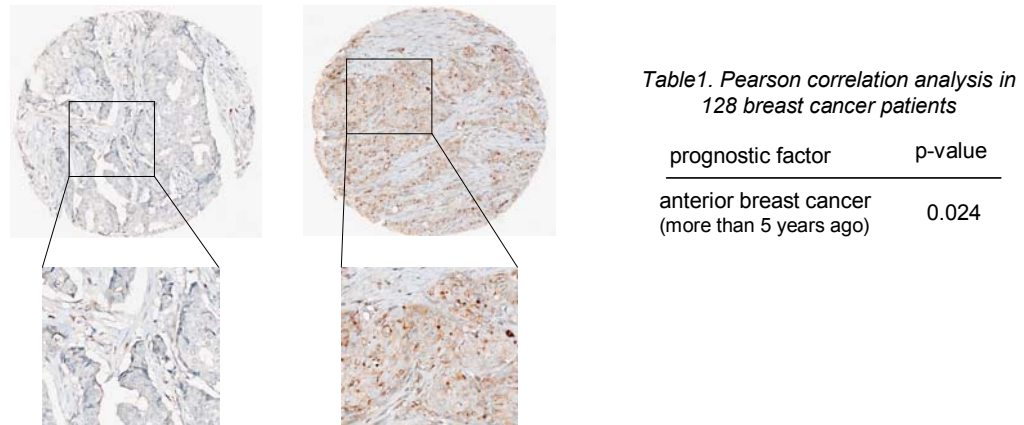 Table1. Pearson correlation analysis in
128 breast cancer patients
prognostic factor p-value
anterior breast cancer
(more than 5 years ago) 0.024